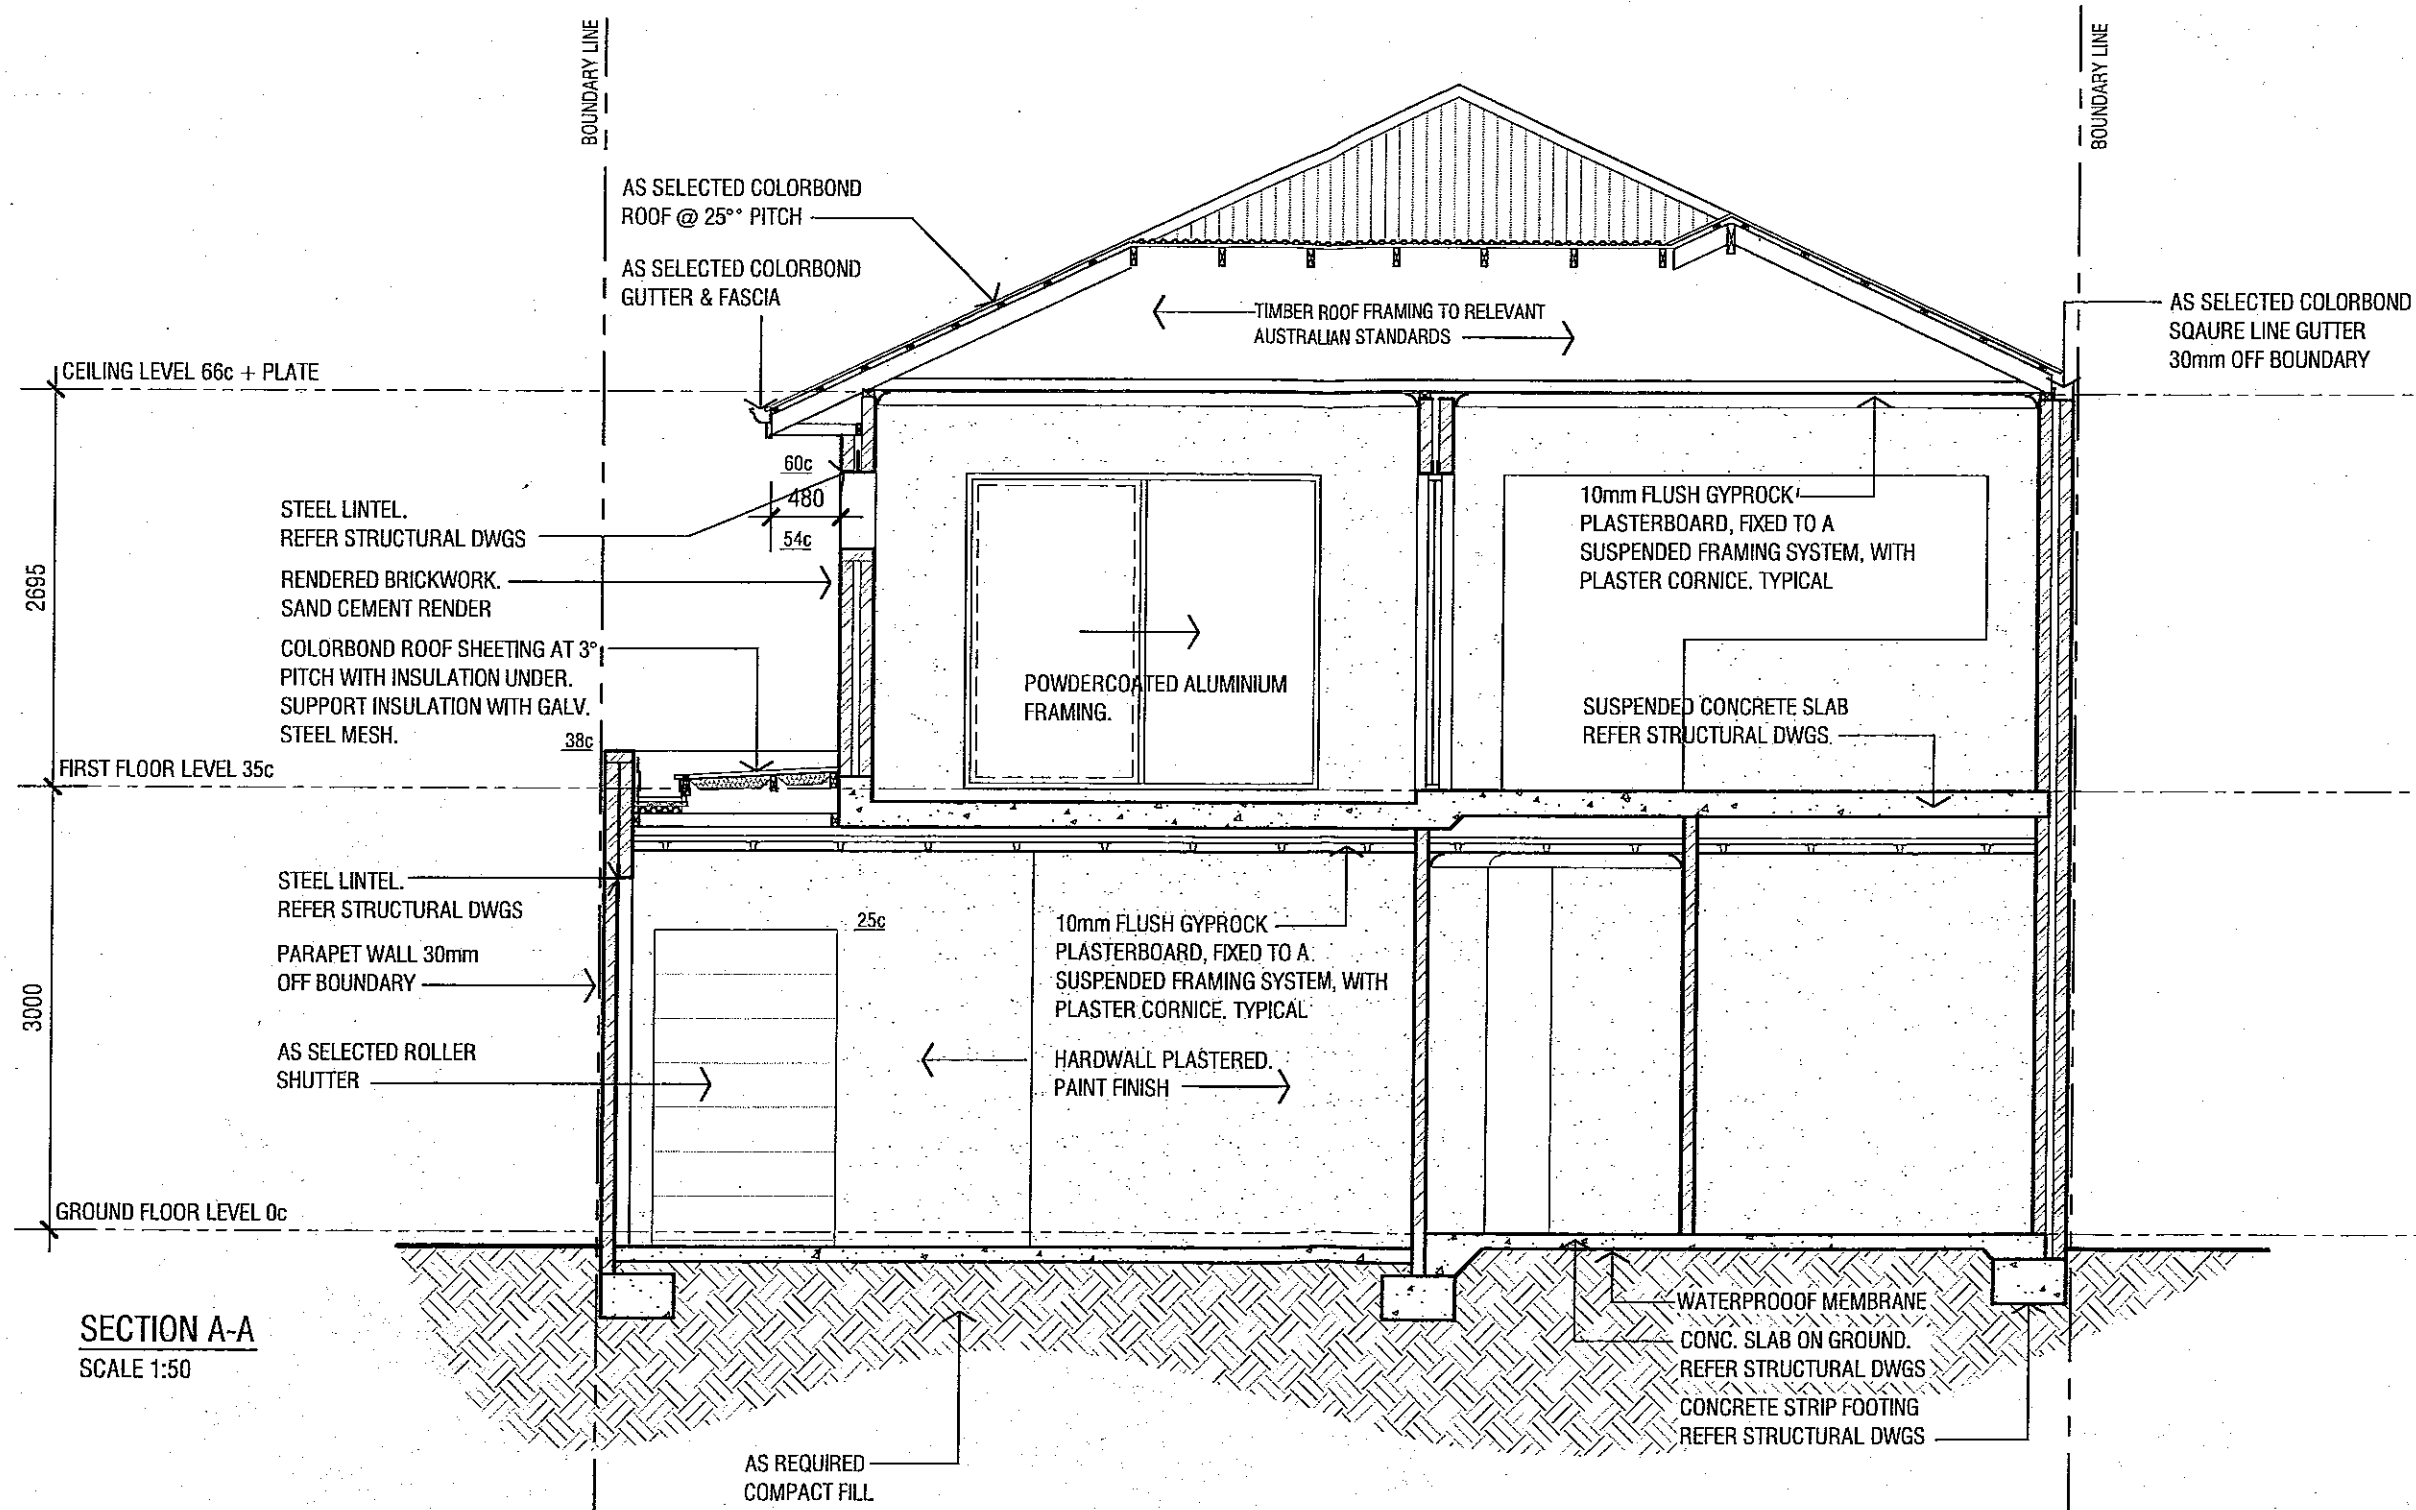 BOUNDARY LINE
BOUNDARY LINE
AS SELECTED COLORBOND
ROOF @ 25°° PITCH
AS SELECTED COLORBOND
GUTTER & FASCIA
TIMBER ROOF FRAMING TO RELEVANT
AUSTRALIAN STANDARDS
AS SELECTED COLORBOND
SQAURE LINE GUTTER
30mm OFF BOUNDARY
CEILING LEVEL 66c + PLATE
60c
480
54c
STEEL LINTEL.
REFER STRUCTURAL DWGS
RENDERED BRICKWORK.
SAND CEMENT RENDER
COLORBOND ROOF SHEETING AT 3°
PITCH WITH INSULATION UNDER.
SUPPORT INSULATION WITH GALV.
STEEL MESH.
38c
2695
10mm FLUSH GYPROCK
PLASTERBOARD, FIXED TO A
SUSPENDED FRAMING SYSTEM, WITH
PLASTER CORNICE. TYPICAL
POWDERCOATED ALUMINIUM
FRAMING.
SUSPENDED CONCRETE SLAB
REFER STRUCTURAL DWGS.
FIRST FLOOR LEVEL 35c
STEEL LINTEL.
REFER STRUCTURAL DWGS
25c
PARAPET WALL 30mm
OFF BOUNDARY
10mm FLUSH GYPROCK
PLASTERBOARD, FIXED TO A
SUSPENDED FRAMING SYSTEM, WITH
PLASTER CORNICE. TYPICAL
3000
AS SELECTED ROLLER
SHUTTER
HARDWALL PLASTERED.
PAINT FINISH
GROUND FLOOR LEVEL 0c
SECTION A-A
SCALE 1:50
WATERPROOOF MEMBRANE
CONC. SLAB ON GROUND.
REFER STRUCTURAL DWGS
CONCRETE STRIP FOOTING
REFER STRUCTURAL DWGS
AS REQUIRED
COMPACT FILL